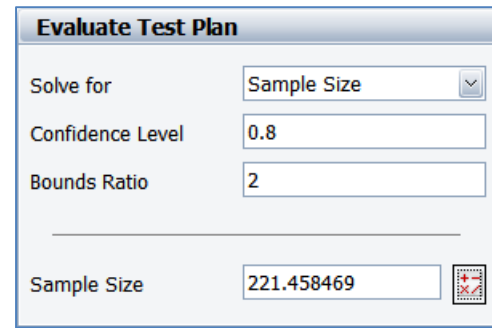 Evaluate Test Plan
Solve for Sample Size
Confidence Level 0.8
Bounds Ratio 2
Sample Size 221.458469